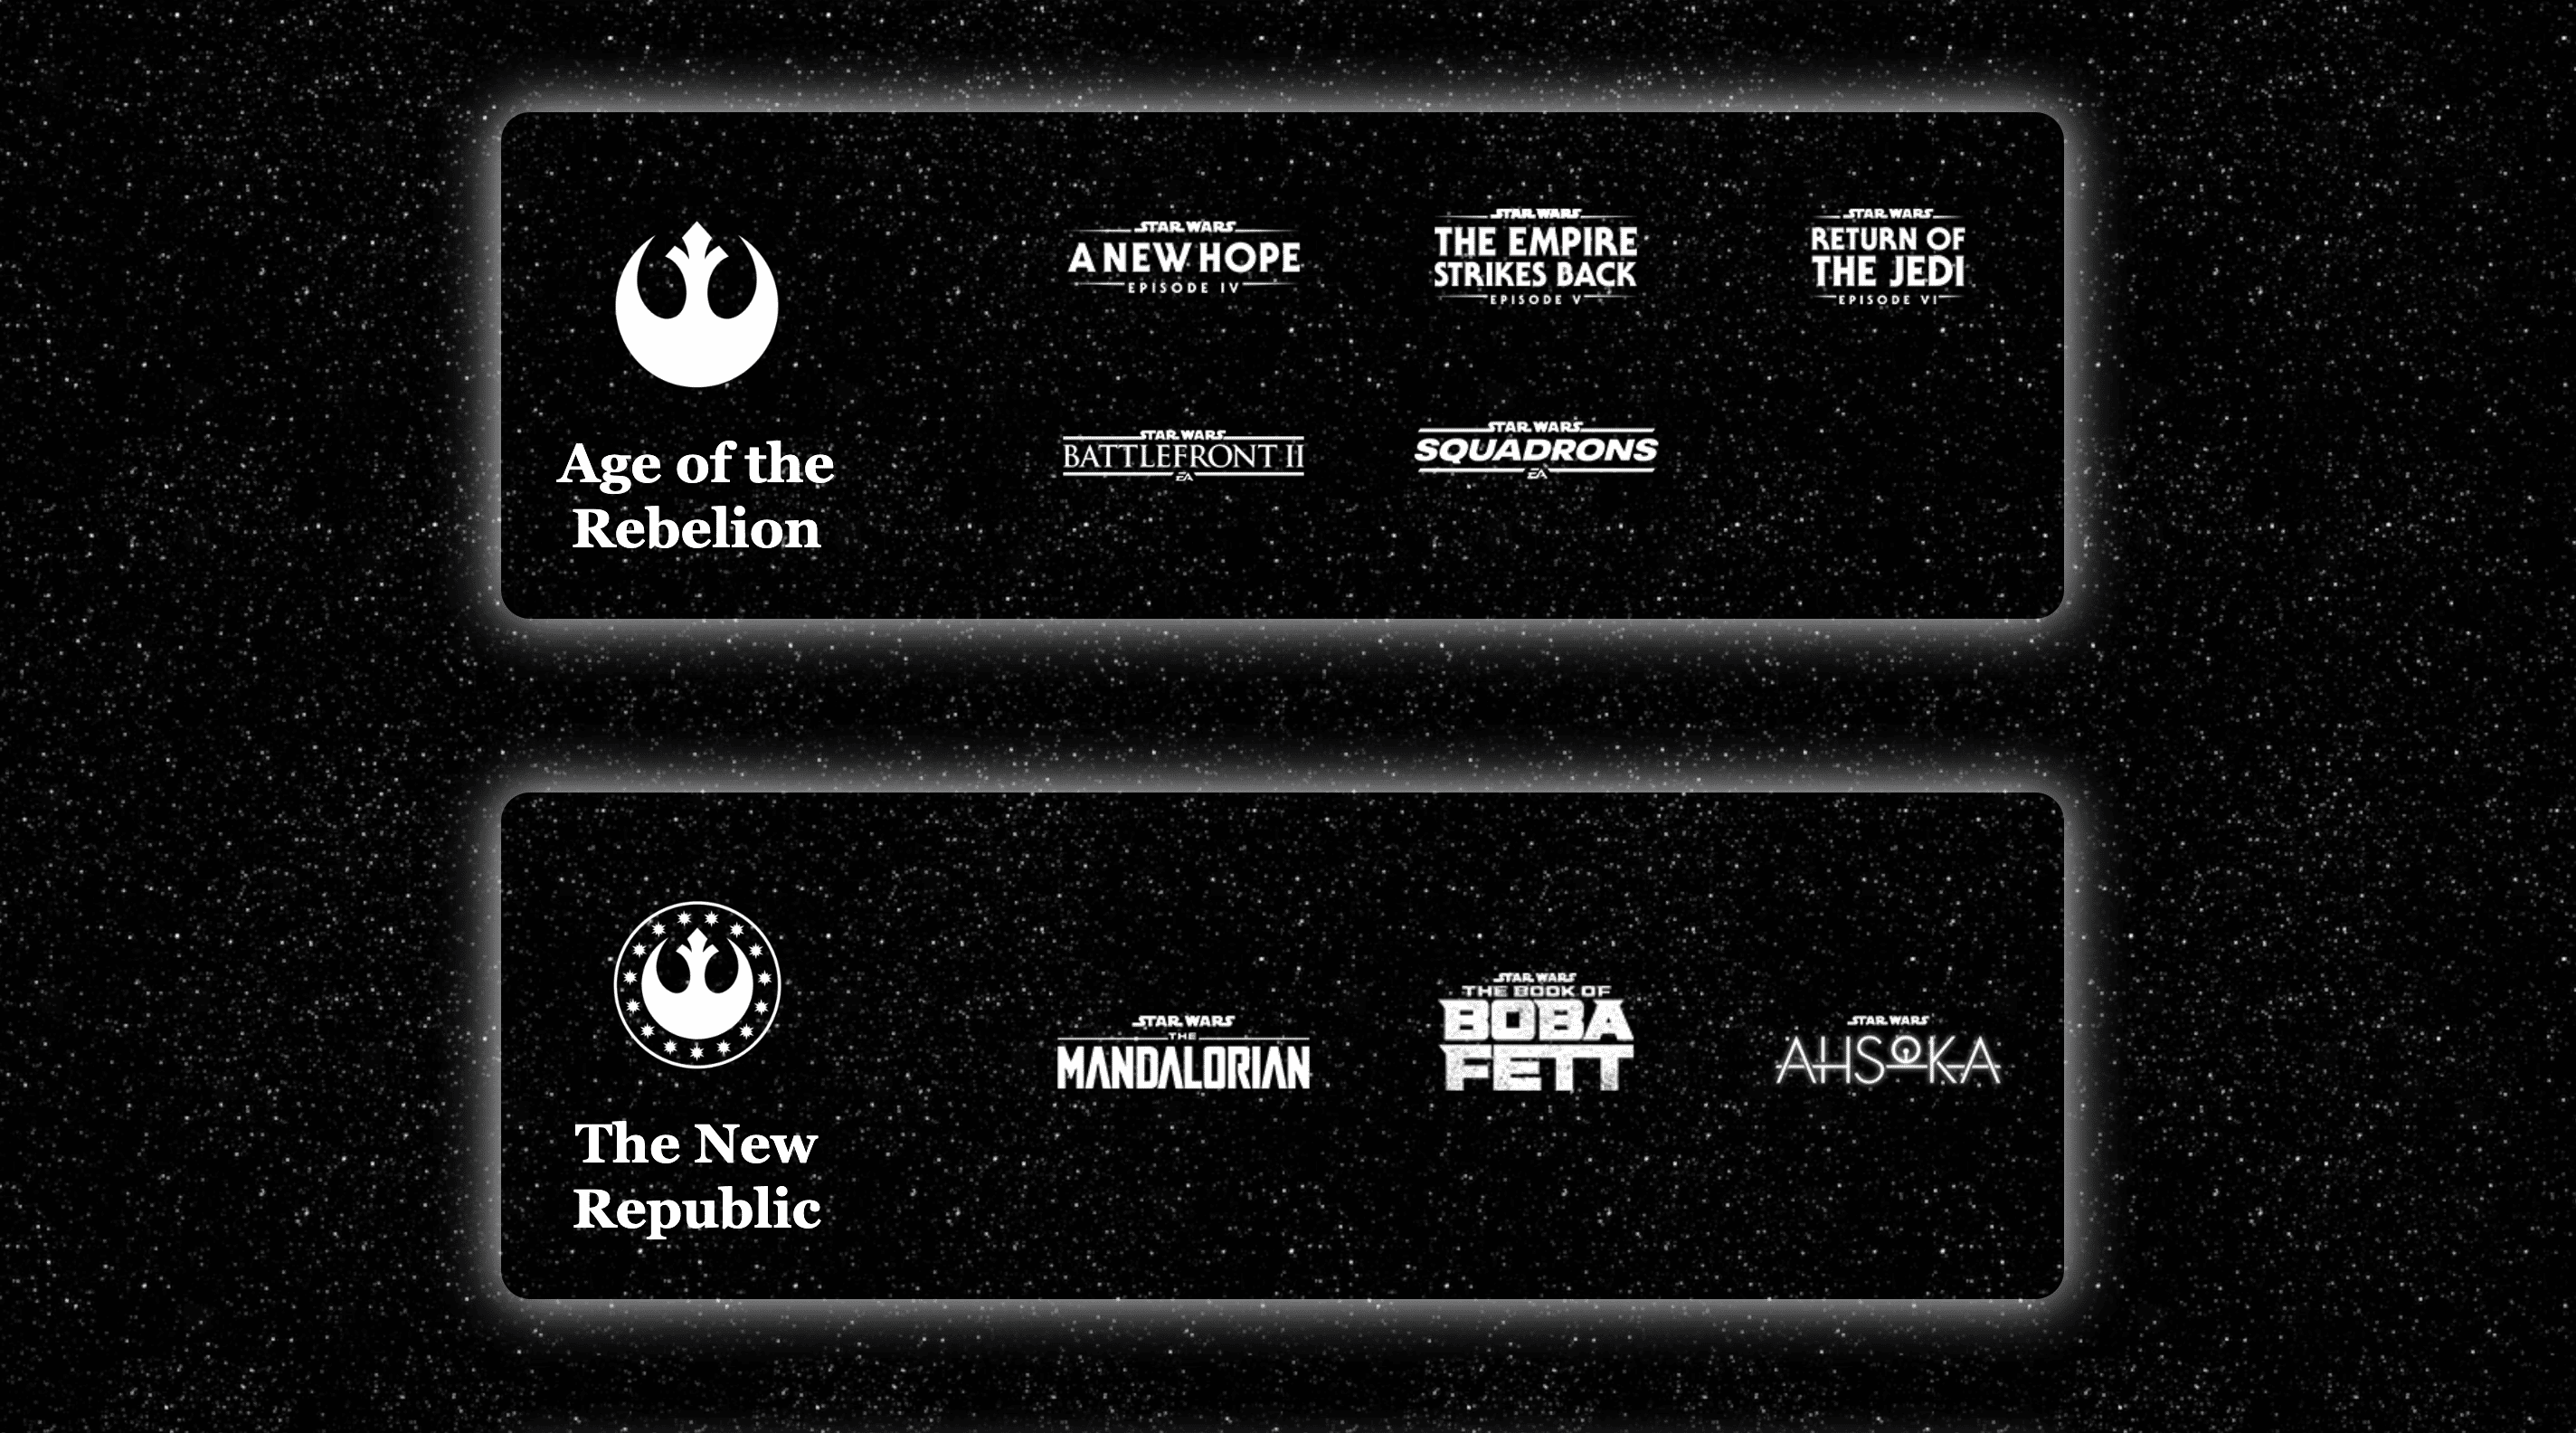 Age of the
Rebelion
STAR WARS
A NEW HOPE
EPISODE IV
STAR WARS
THE EMPIRE
STRIKES BACK
EPISODE V
STAR WARS
RETURN OF
THE JEDI
EPISODE VI
STAR WARS
BATTLEFRONT II
EA
STAR WARS
SQUADRONS
EA
The New
Republic
STAR WARS
THE
MANDALORIAN
STAR WARS
THE BOOK OF
BOBA
FETT
STAR WARS
AHSOKA